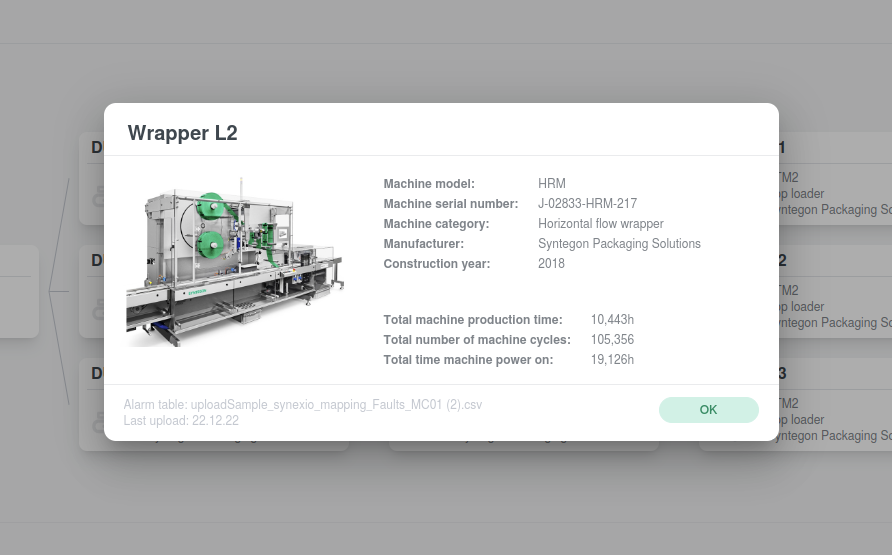 Wrapper L2
Machine model: HRM
Machine serial number: J-02833-HRM-217
Machine category: Horizontal flow wrapper
Manufacturer: Syntegon Packaging Solutions
Construction year: 2018
Total machine production time: 10,443h
Total number of machine cycles: 105,356
Total time machine power on: 19,126h
Alarm table: uploadSample_synexio_mapping_Faults_MC01 (2).csv
Last upload: 22.12.22
OK
D
1
TM2
op loader
yntegon Packaging So
D
2
TM2
op loader
yntegon Packaging So
D
3
TM2
op loader
yntegon Packaging So